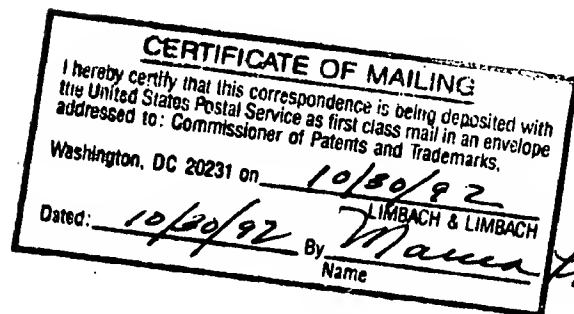 CERTIFICATE OF MAILING
I hereby certify that this correspondence is being deposited with
the United States Postal Service as first class mail in an envelope
addressed to: Commissioner of Patents and Trademarks,
Washington, DC 20231 on 10/30/92
LIMBACH & LIMBACH
Dated: 10/30/92 By
Name